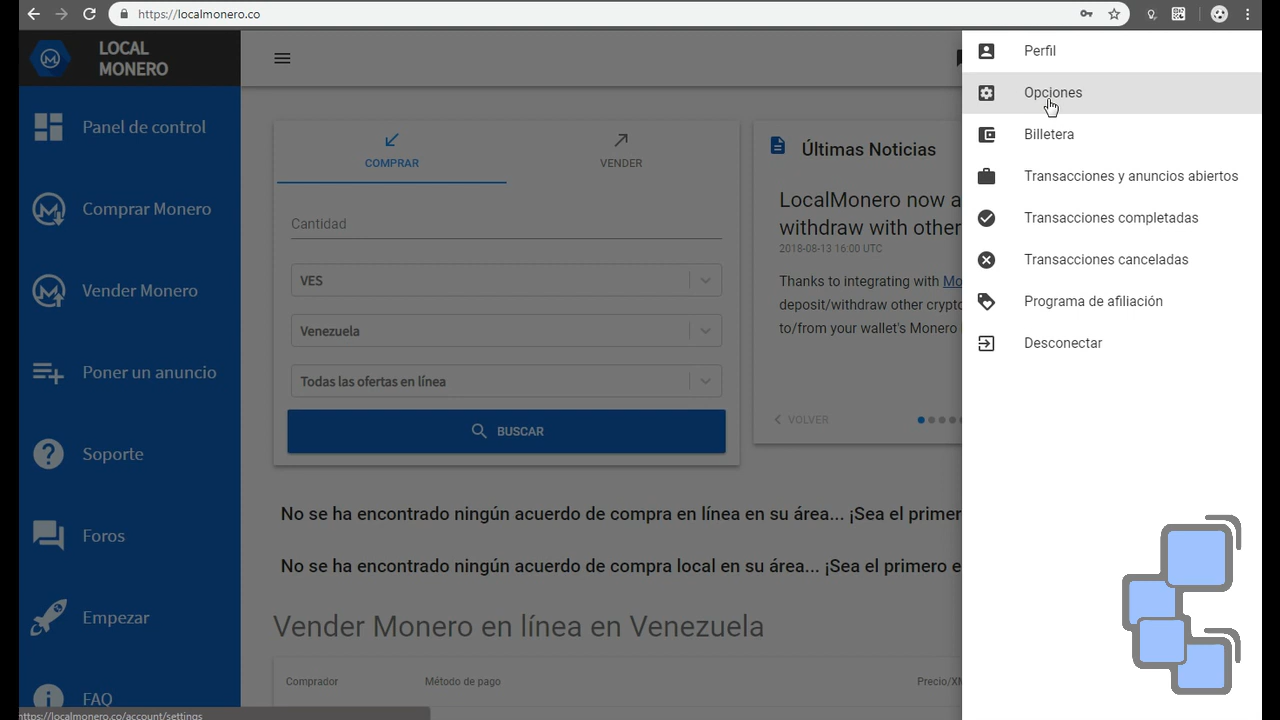 https://localmonero.co
LOCAL
MONERO
Panel de control
Comprar Monero
Vender Monero
Poner un anuncio
Soporte
Foros
Empezar
FAQ
COMPRAR
VENDER
Cantidad
VES
Venezuela
Todas las ofertas en línea
BUSCAR
Últimas Noticias
LocalMonero now a
withdraw with other
2018-08-13 16:00 UTC
Thanks to integrating with Mo
deposit/withdraw other crypto
to/from your wallet's Monero
VOLVER
No se ha encontrado ningún acuerdo de compra en línea en su área... ¡Sea el primer
No se ha encontrado ningún acuerdo de compra local en su área... ¡Sea el primero e
Vender Monero en línea en Venezuela
Comprador
Método de pago
Precio/XM
Perfil
Opciones
Billetera
Transacciones y anuncios abiertos
Transacciones completadas
Transacciones canceladas
Programa de afiliación
Desconectar
https://localmonero.co/account/settings